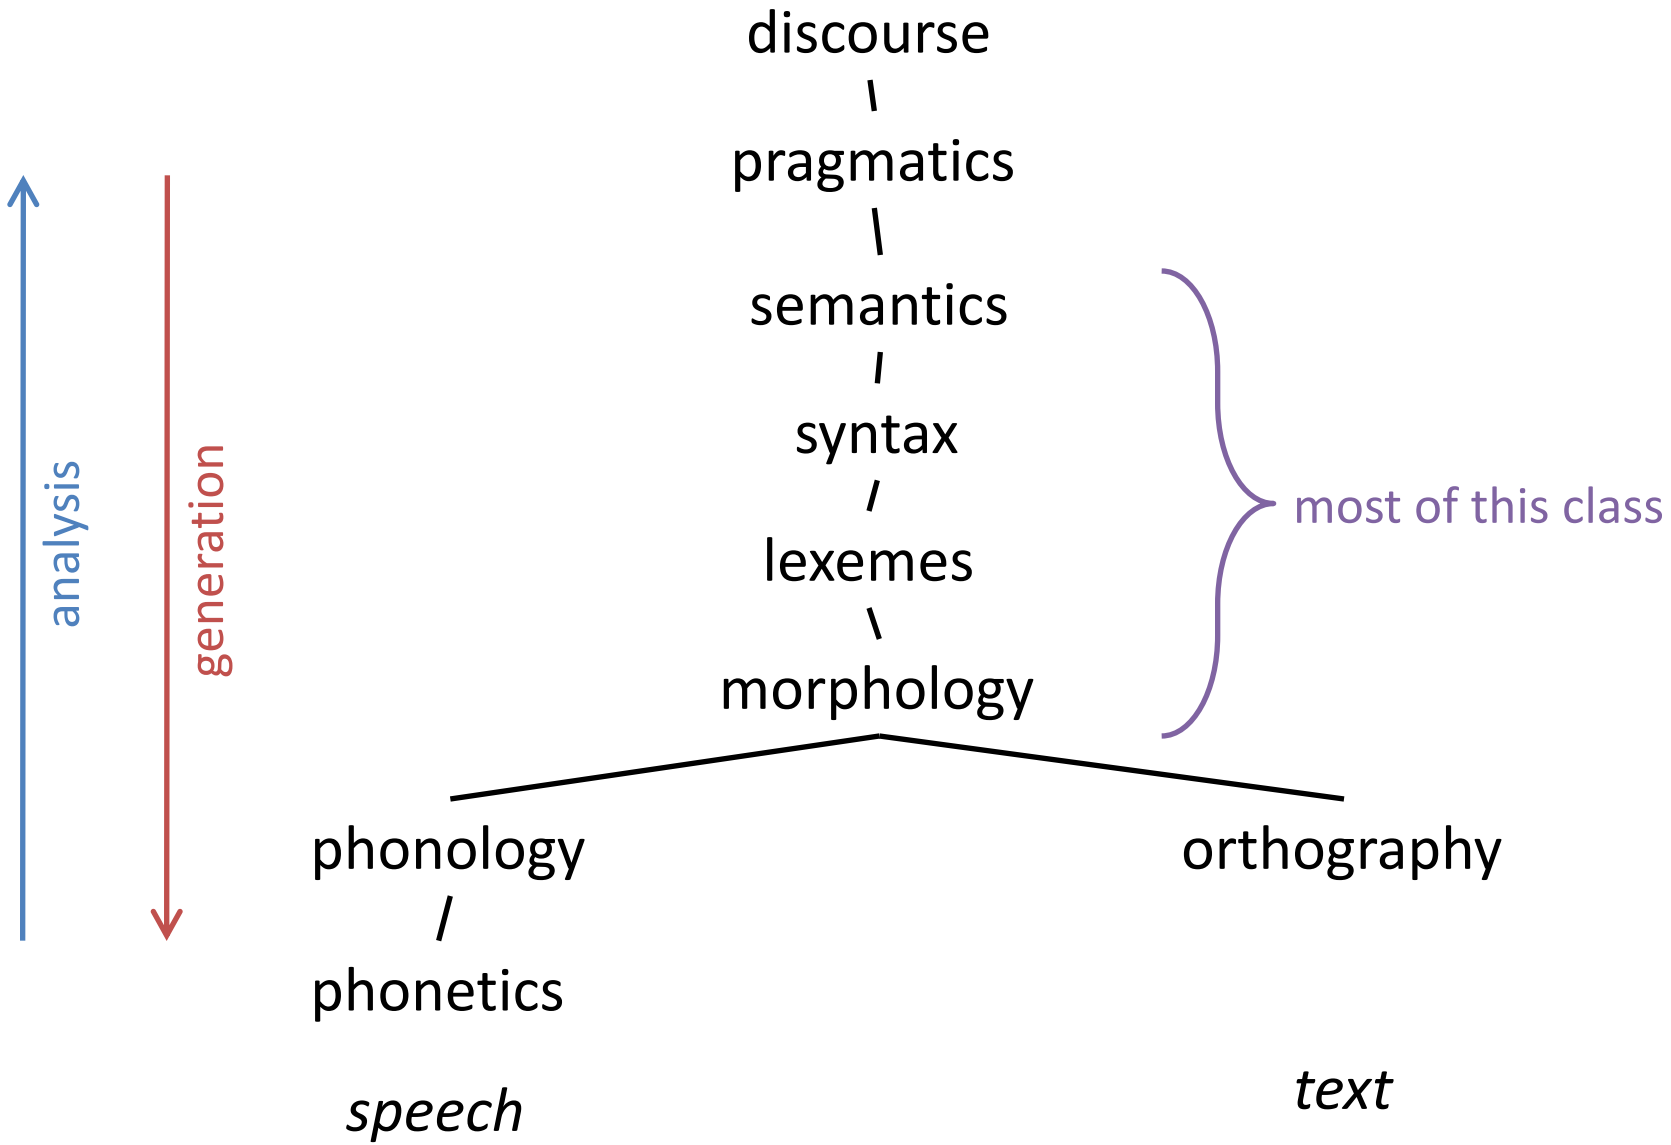 discourse
pragmatics
semantics
syntax
lexemes
morphology
phonology
orthography
phonetics
speech
text
analysis
generation
most of this class